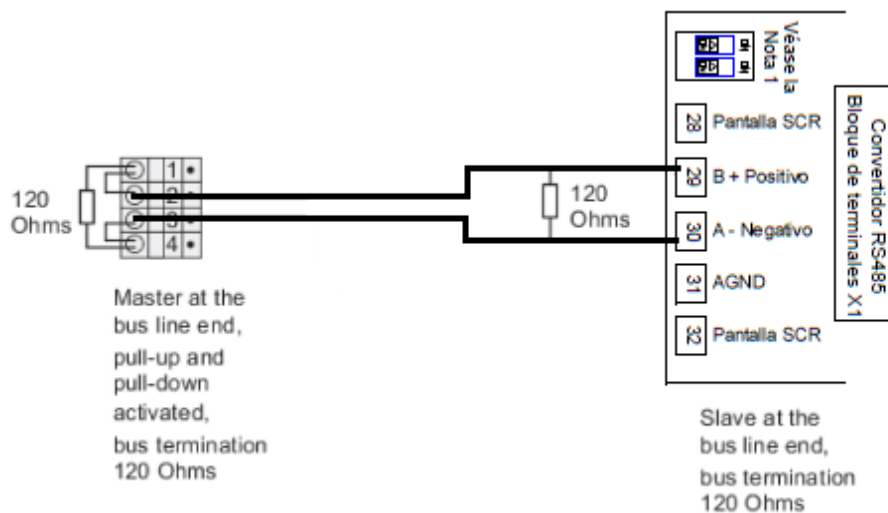 120
Ohms
1
2
3
4
Master at the
bus line end,
pull-up and
pull-down
activated,
bus termination
120 Ohms
120
Ohms
Véase la
Nota 1
28 Pantalla SCR
29 B + Positivo
30 A - Negativo
31 AGND
32 Pantalla SCR
Convertidor RS485
Bloque de terminales X1
Slave at the
bus line end,
bus termination
120 Ohms